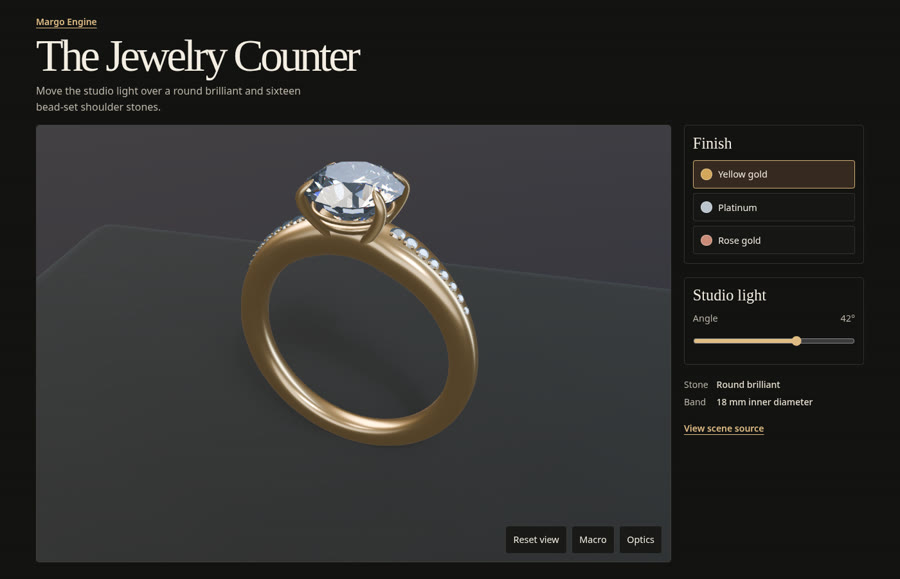 Margo Engine
The Jewelry Counter
Move the studio light over a round brilliant and sixteen
bead-set shoulder stones.
Finish
Yellow gold
Platinum
Rose gold
Studio light
Angle 42°
Stone Round brilliant
Band 18 mm inner diameter
View scene source
Reset view Macro Optics